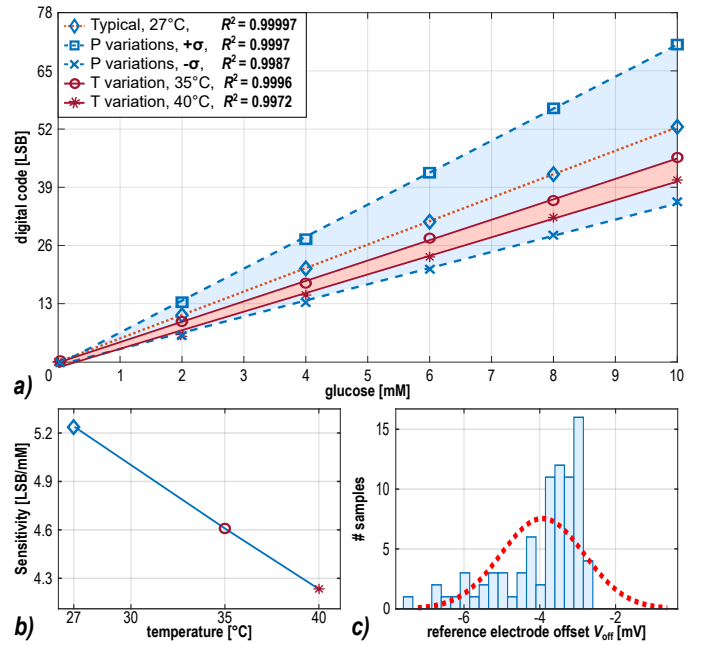 78
65
52
39
26
13
digital code [LSB]
Typical, 27°C, R² = 0.99997
P variations, +σ, R² = 0.9997
P variations, -σ, R² = 0.9987
T variation, 35°C, R² = 0.9996
T variation, 40°C, R² = 0.9972
0 1 2 3 4 5 6 7 8 9 10
glucose [mM]
a)
5.2
4.9
4.6
4.3
Sensitivity [LSB/mM]
27 30 35 40
temperature [°C]
b)
15
10
5
0
# samples
-6 -4 -2
reference electrode offset Voff [mV]
c)